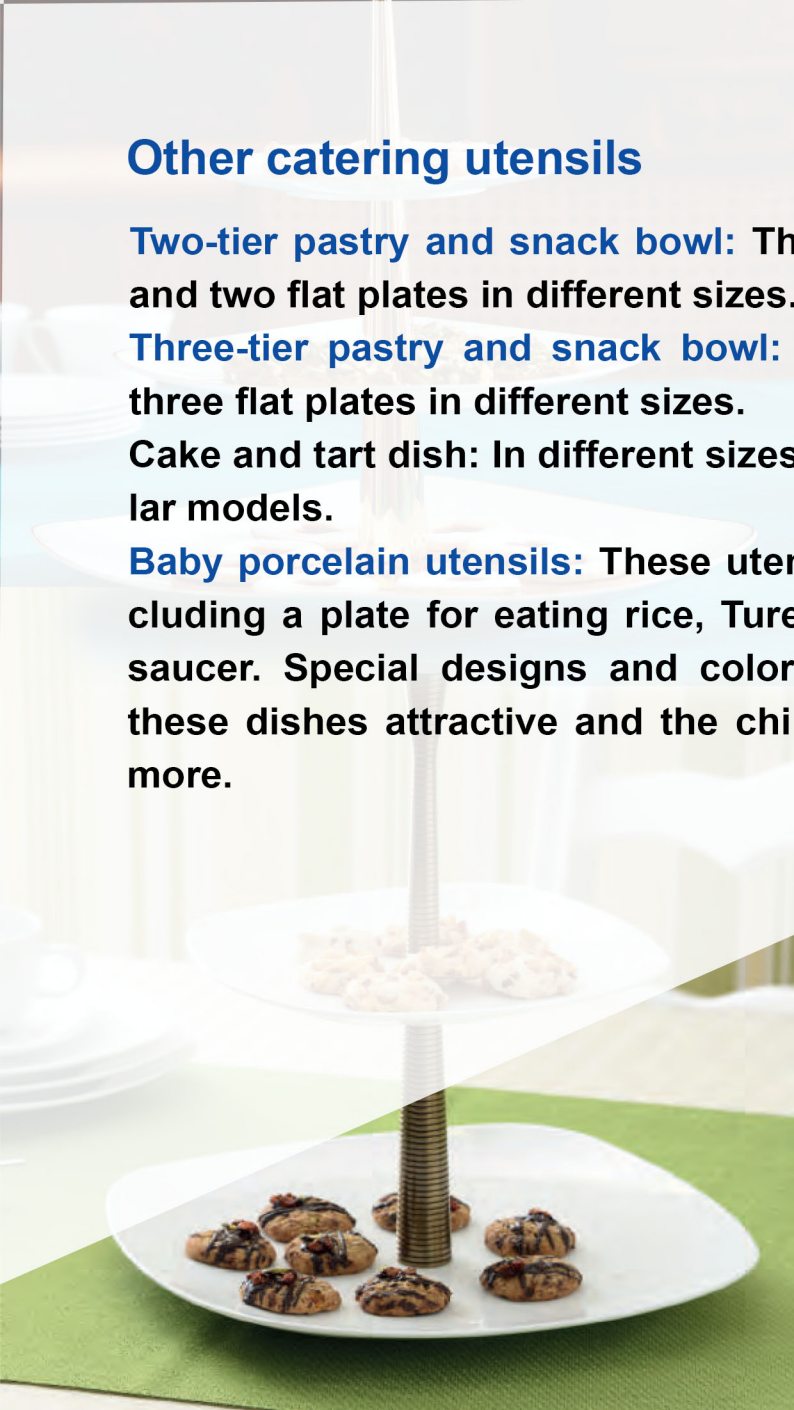 Other catering utensils
Two-tier pastry and snack bowl: Th
and two flat plates in different sizes.
Three-tier pastry and snack bowl:
three flat plates in different sizes.
Cake and tart dish: In different sizes
lar models.
Baby porcelain utensils: These uten
cluding a plate for eating rice, Ture
saucer. Special designs and color
these dishes attractive and the chi
more.